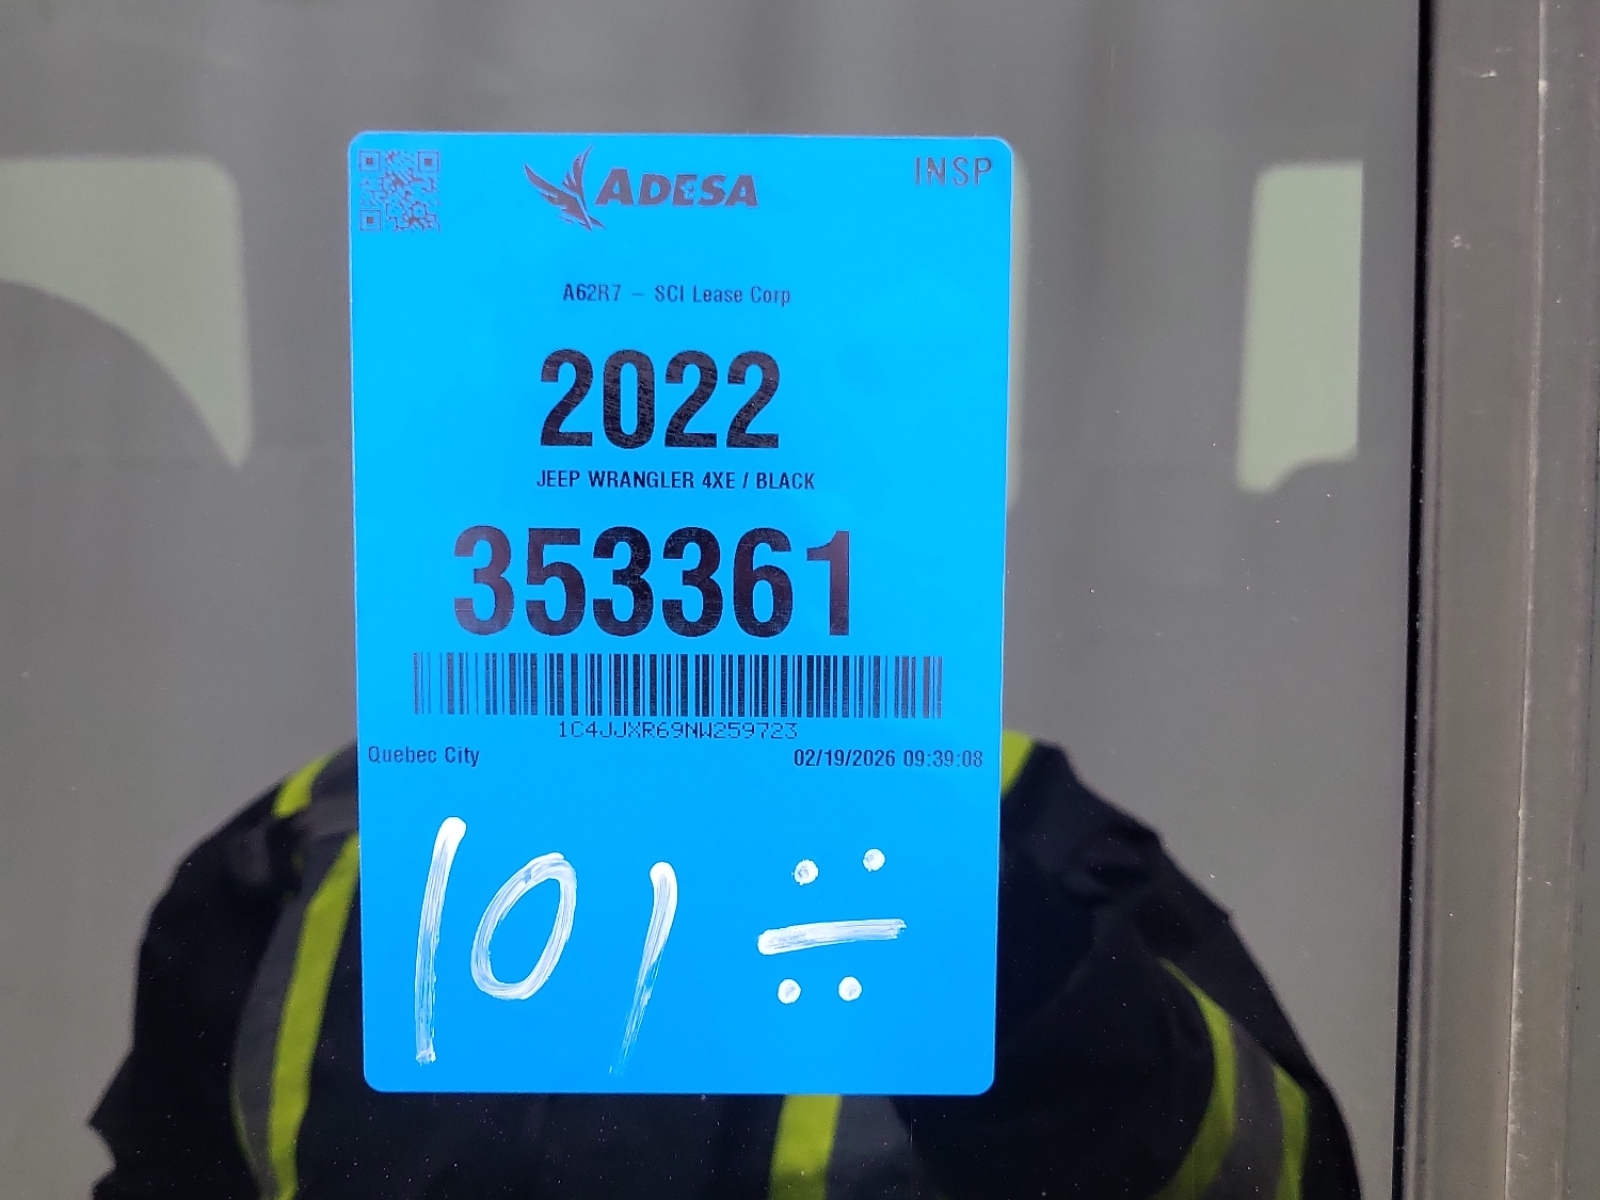 ADESA
INSP
A62R7 – SCI Lease Corp
2022
JEEP WRANGLER 4XE / BLACK
353361
1C4JJXR69NW259723
Quebec City
02/19/2026 09:39:08
101